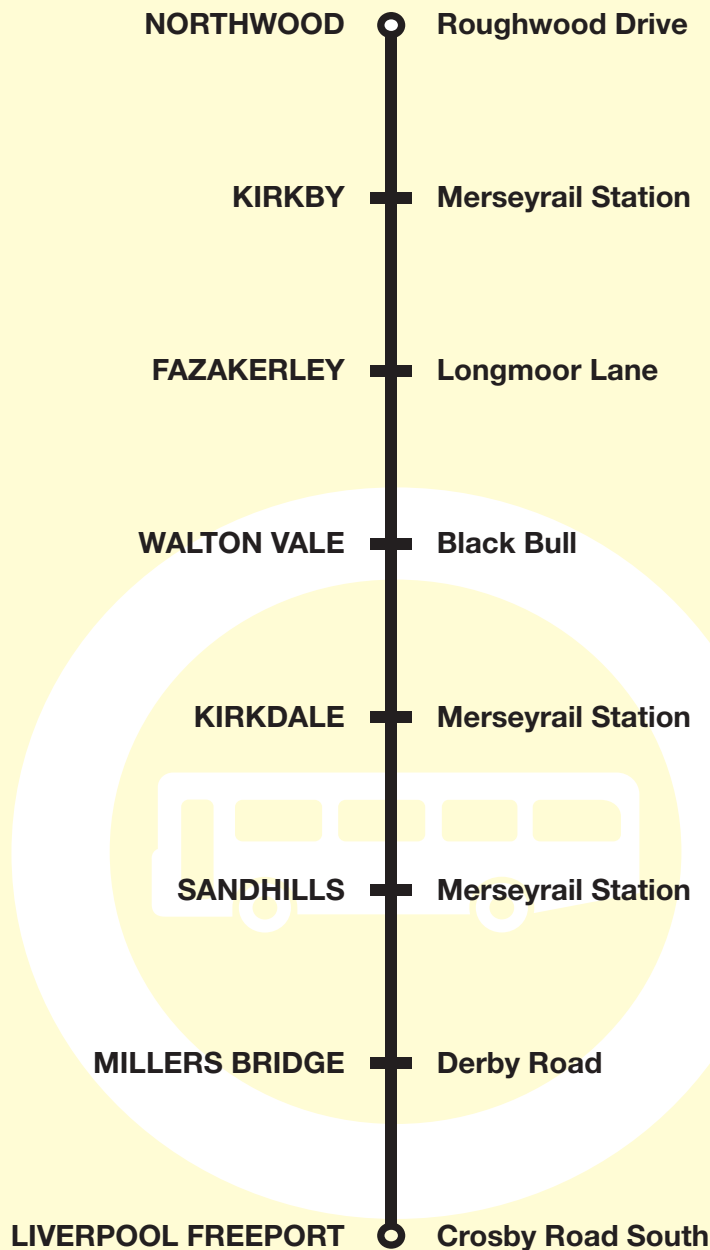 NORTHWOOD Roughwood Drive
KIRKBY Merseyrail Station
FAZAKERLEY Longmoor Lane
WALTON VALE Black Bull
KIRKDALE Merseyrail Station
SANDHILLS Merseyrail Station
MILLERS BRIDGE Derby Road
LIVERPOOL FREEPORT Crosby Road South